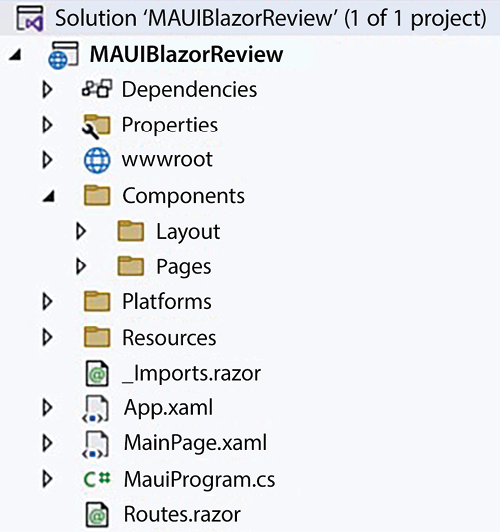 Solution ‘MAUIBlazorReview’ (1 of 1 project)
MAUIBlazorReview
Dependencies
Properties
wwwroot
Components
Layout
Pages
Platforms
Resources
_Imports.razor
App.xaml
MainPage.xaml
C# MauiProgram.cs
Routes.razor